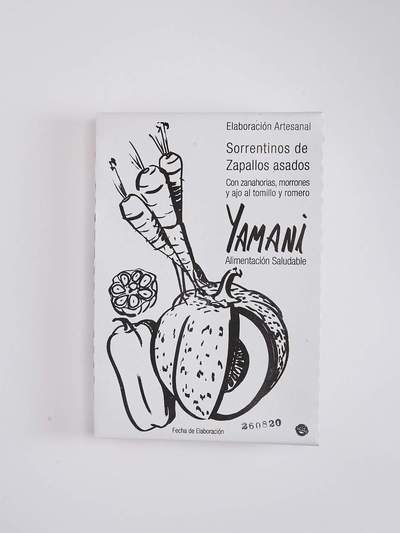 Elaboración Artesanal
Sorrentinos de
Zapallos asados
Con zanahorias, morrones
y ajo al tomillo y romero
YAMANi
Alimentación Saludable
260820
Fecha de Elaboración